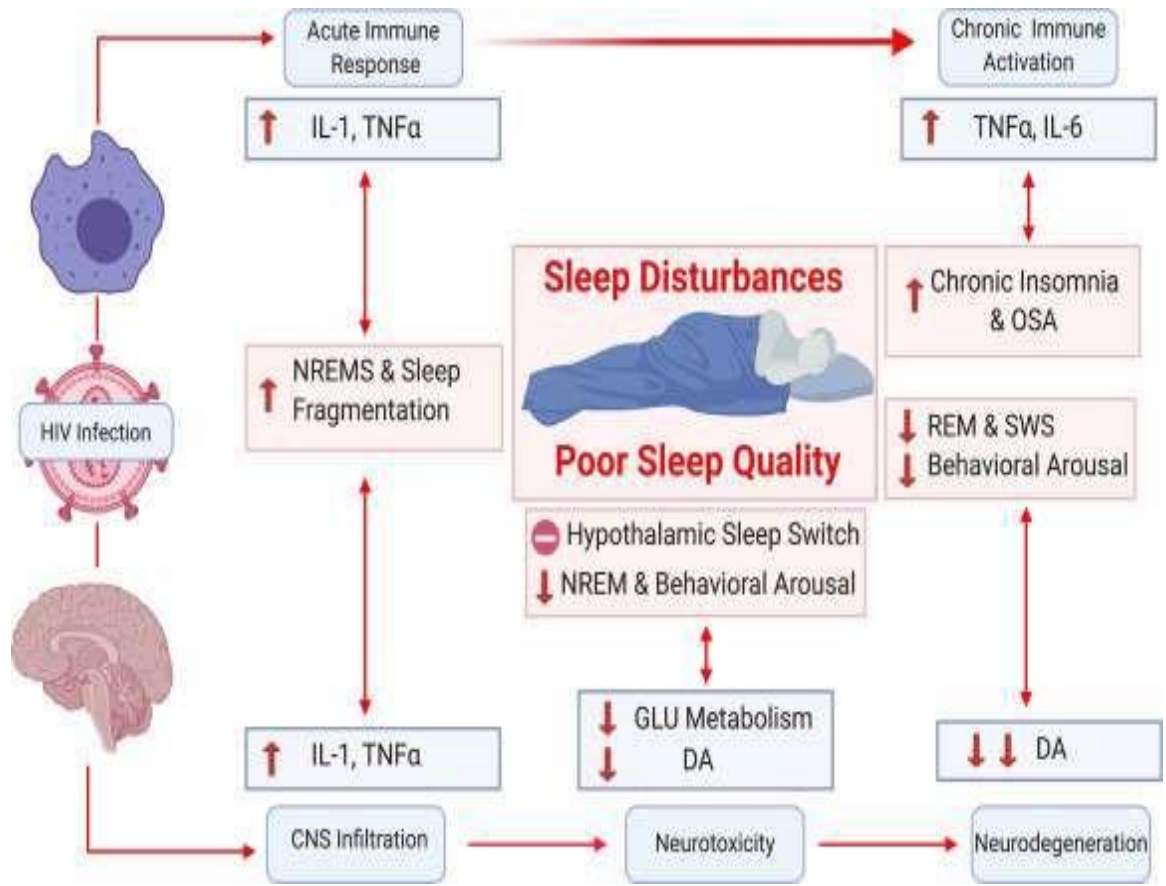 Acute Immune
Response
Chronic Immune
Activation
IL-1, TNFα
TNFα, IL-6
Sleep Disturbances
Chronic Insomnia
& OSA
NREMS & Sleep
Fragmentation
HIV Infection
REM & SWS
Behavioral Arousal
Poor Sleep Quality
Hypothalamic Sleep Switch
NREM & Behavioral Arousal
IL-1, TNFα
GLU Metabolism
DA
DA
CNS Infiltration
Neurotoxicity
Neurodegeneration